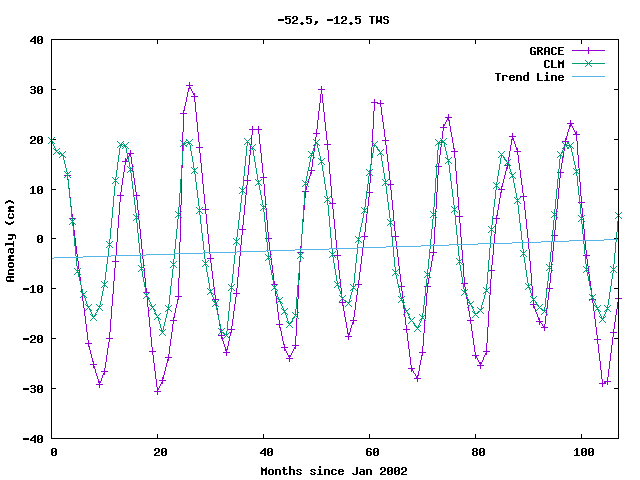 -52.5, -12.5 TWS
GRACE
CLM
Trend Line
40
30
20
10
0
-10
-20
-30
-40
Anomaly (cm)
0 20 40 60 80 100
Months since Jan 2002